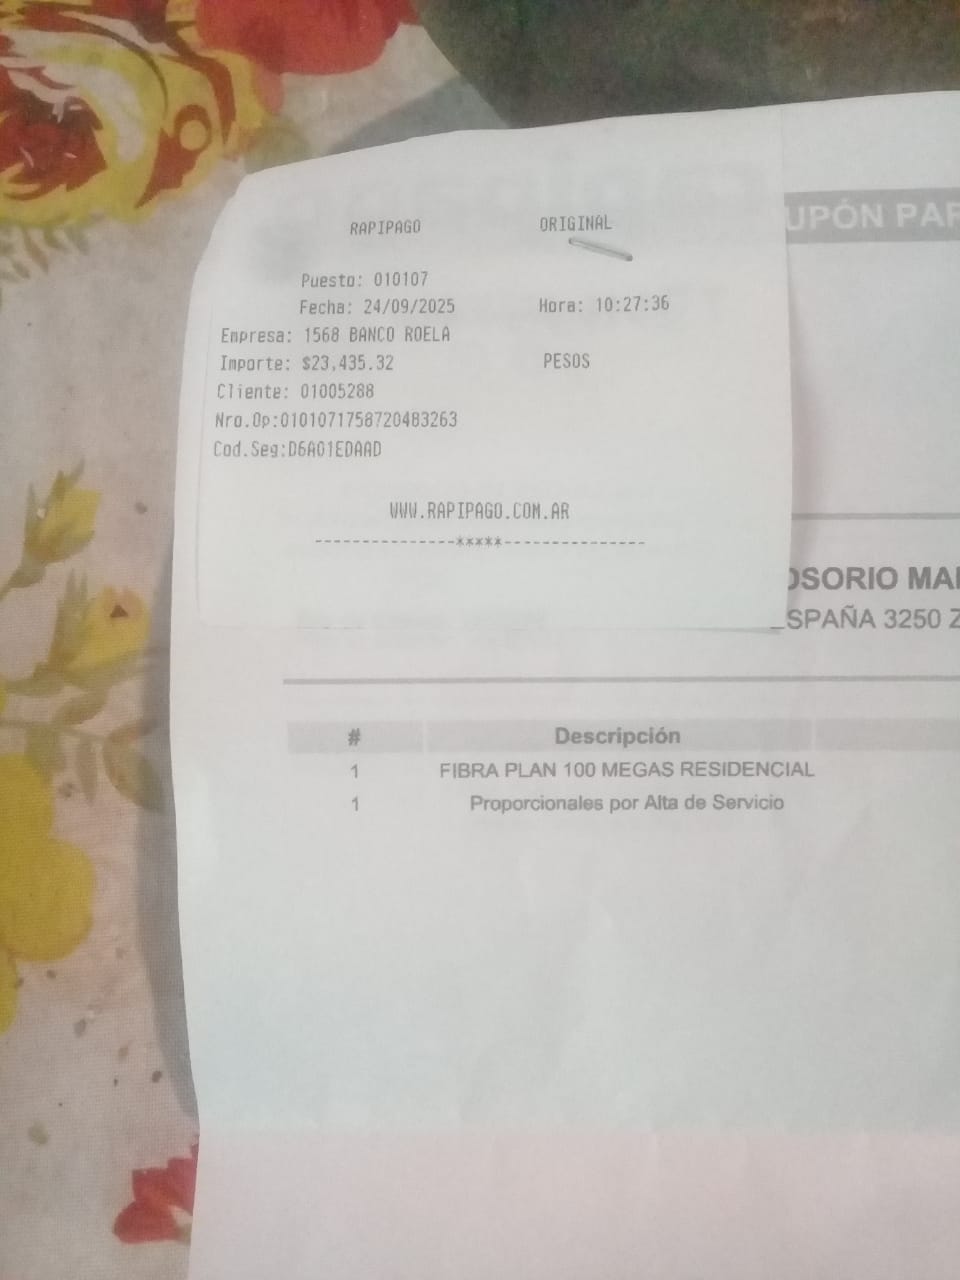 RAPIPAGO ORIGINAL
Puesto: 010107
Fecha: 24/09/2025 Hora: 10:27:36
Empresa: 1568 BANCO ROELA
Importe: $23,435.32 PESOS
Cliente: 01005288
Nro.Op:0101071758720483263
Cod.Seg:D6A01EDAAD
WWW.RAPIPAGO.COM.AR
---------------*****---------------
UPÓN PAR
OSORIO MA
SPAÑA 3250 Z
# Descripción
1 FIBRA PLAN 100 MEGAS RESIDENCIAL
1 Proporcionales por Alta de Servicio